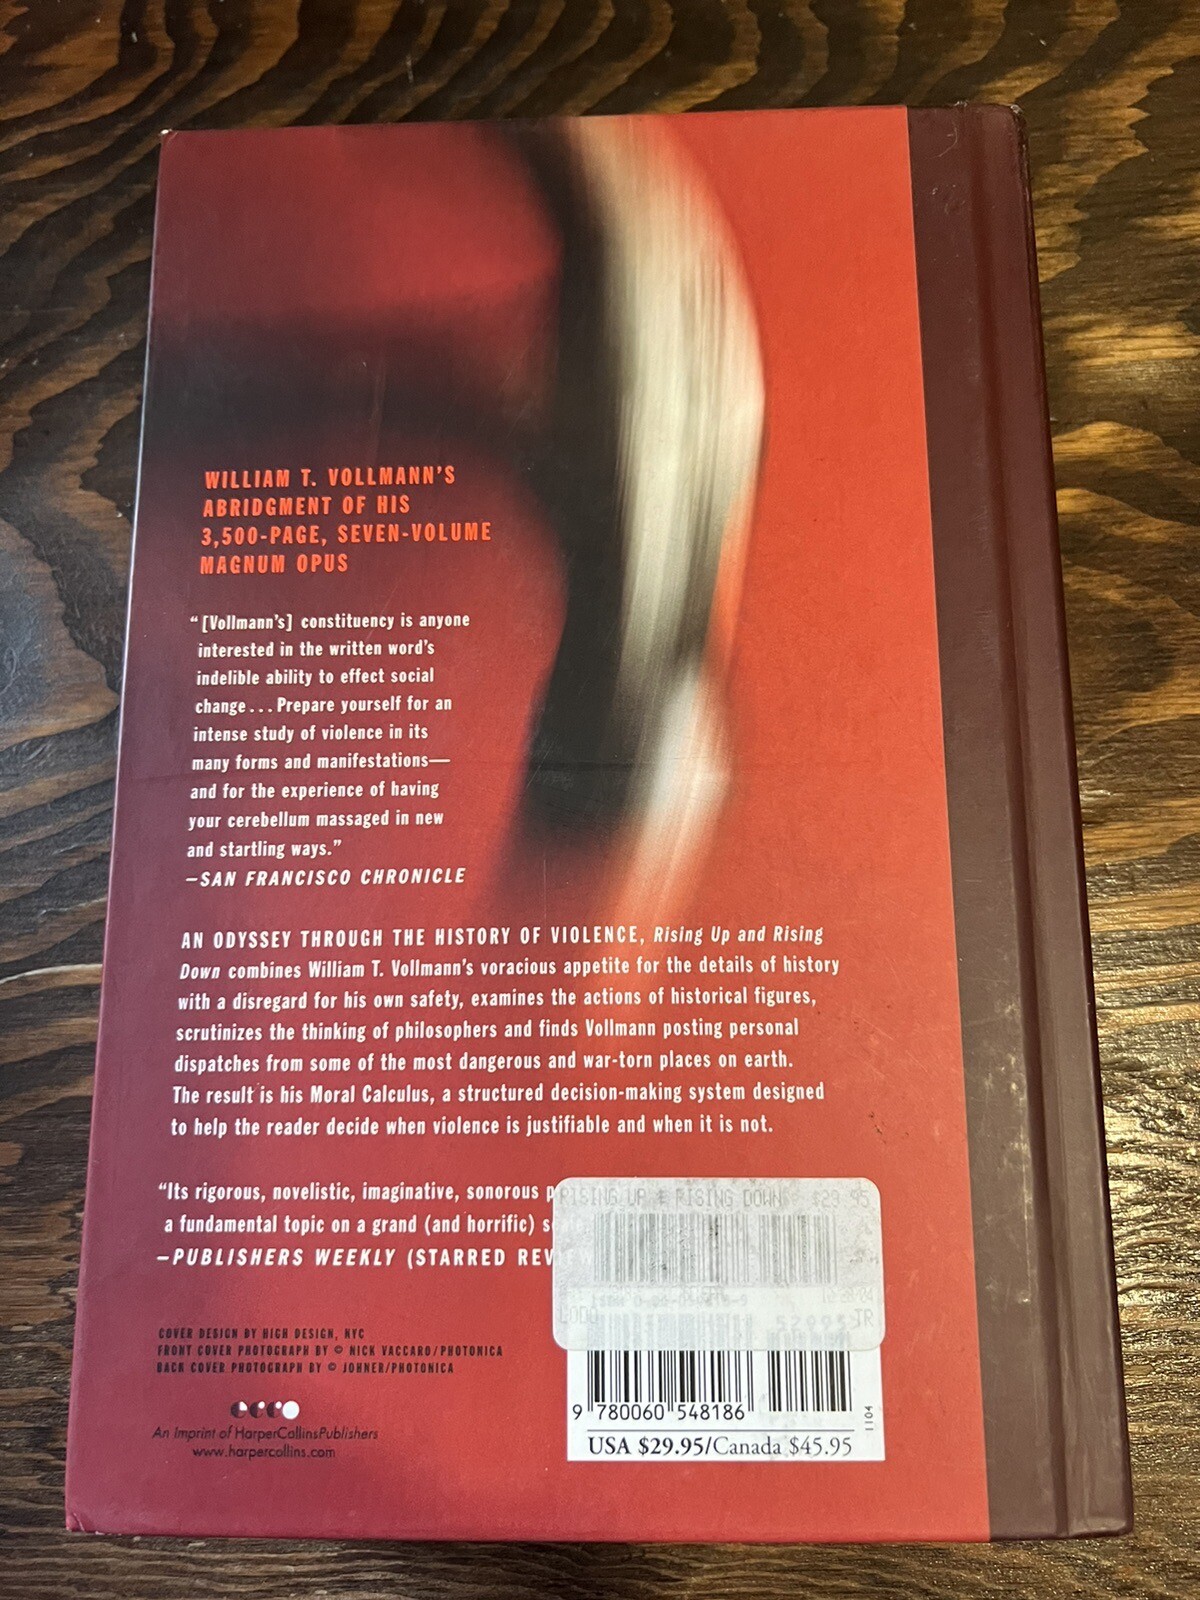 WILLIAM T. VOLLMANN'S
ABRIDGMENT OF HIS
3,500-PAGE, SEVEN-VOLUME
MAGNUM OPUS
“[Vollmann's] constituency is anyone
interested in the written word's
indelible ability to effect social
change...Prepare yourself for an
intense study of violence in its
many forms and manifestations—
and for the experience of having
your cerebellum massaged in new
and startling ways.”
—SAN FRANCISCO CHRONICLE
AN ODYSSEY THROUGH THE HISTORY OF VIOLENCE, Rising Up and Rising
Down combines William T. Vollmann's voracious appetite for the details of history
with a disregard for his own safety, examines the actions of historical figures,
scrutinizes the thinking of philosophers and finds Vollmann posting personal
dispatches from some of the most dangerous and war-torn places on earth.
The result is his Moral Calculus, a structured decision-making system designed
to help the reader decide when violence is justifiable and when it is not.
“Its rigorous, novelistic, imaginative, sonorous
a fundamental topic on a grand (and horrific)
—PUBLISHERS WEEKLY (STARRED REVIEW
RISING UP & RISING DOWN $29.95
52995
TR
COVER DESIGN BY HIGH DESIGN, NYC
FRONT COVER PHOTOGRAPH BY © NICK VACCARO/PHOTONICA
BACK COVER PHOTOGRAPH BY © JOHNER/PHOTONICA
ecco
An Imprint of HarperCollinsPublishers
www.harpercollins.com
9 780060 548186
1104
USA $29.95/Canada $45.95